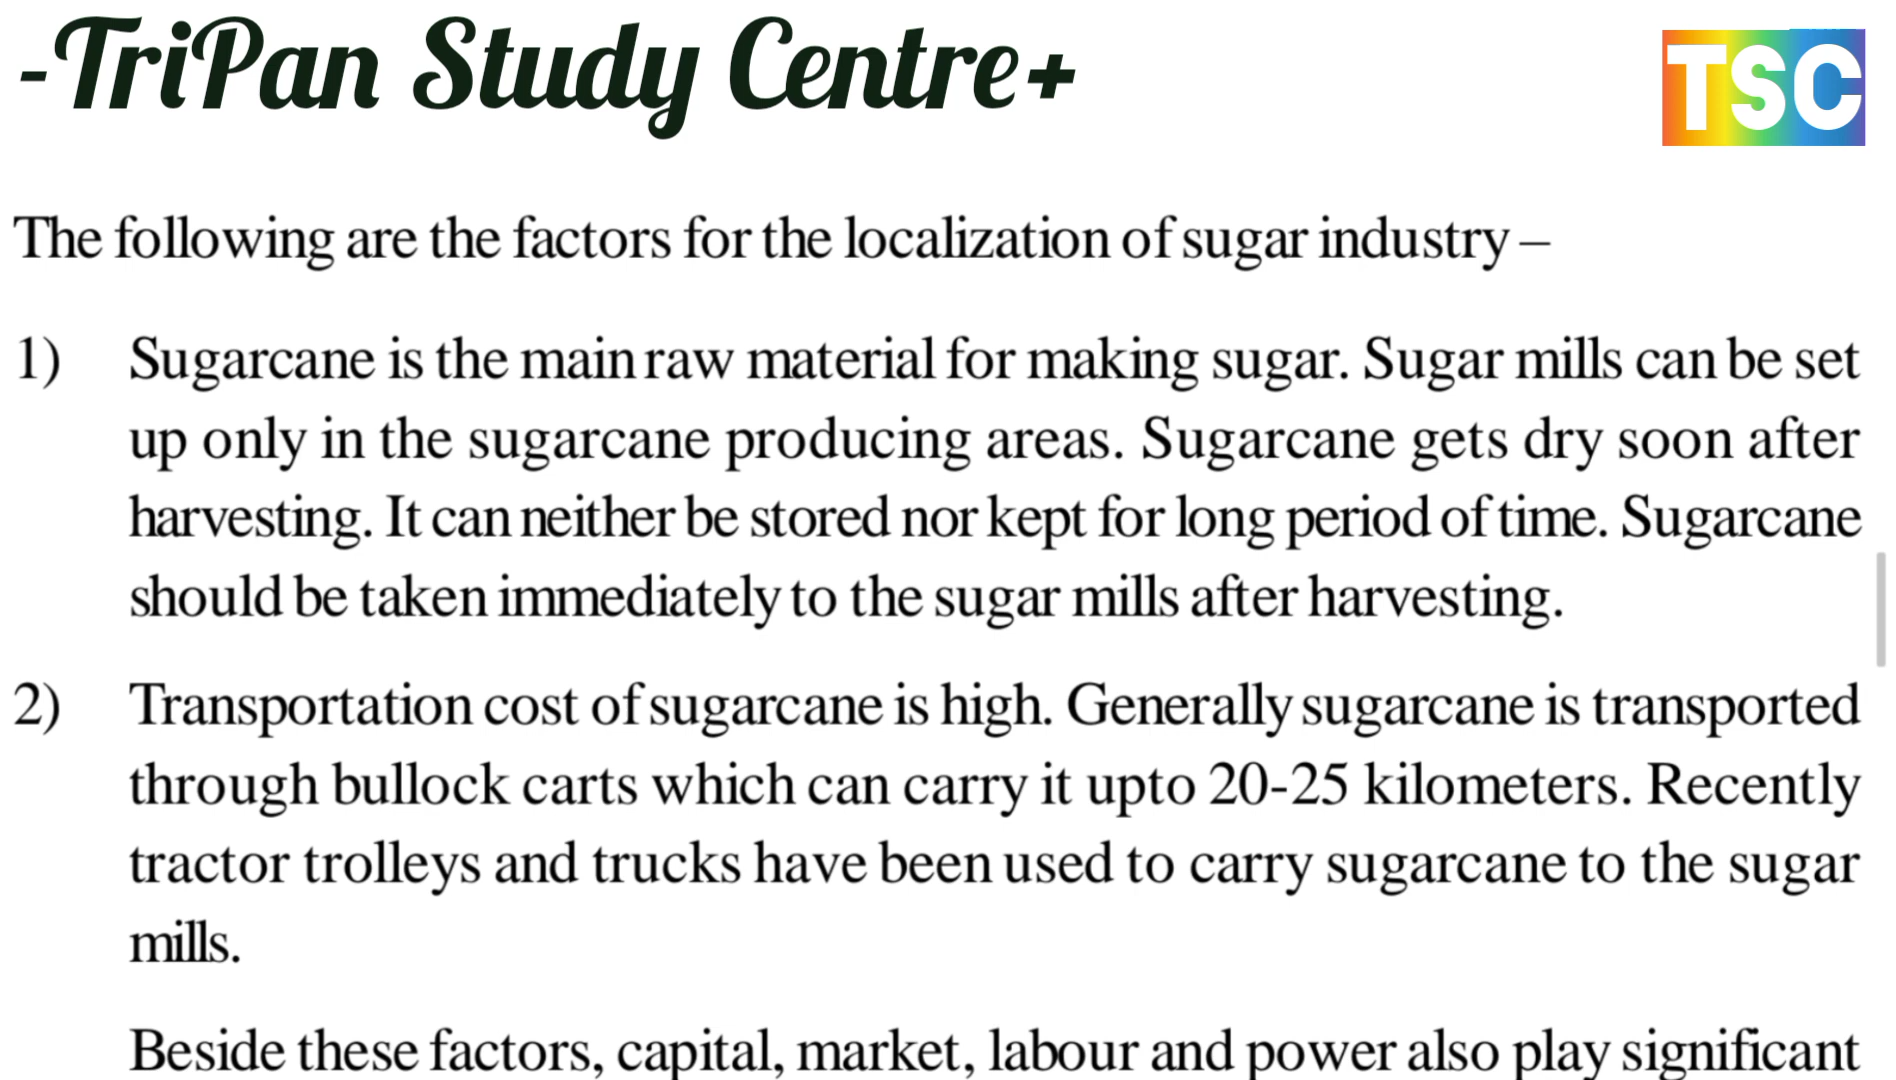 -TriPan Study Centre+
TSC
The following are the factors for the localization of sugar industry –
1) Sugarcane is the main raw material for making sugar. Sugar mills can be set
up only in the sugarcane producing areas. Sugarcane gets dry soon after
harvesting. It can neither be stored nor kept for long period of time. Sugarcane
should be taken immediately to the sugar mills after harvesting.
2) Transportation cost of sugarcane is high. Generally sugarcane is transported
through bullock carts which can carry it upto 20-25 kilometers. Recently
tractor trolleys and trucks have been used to carry sugarcane to the sugar
mills.
Beside these factors, capital, market, labour and power also play significant